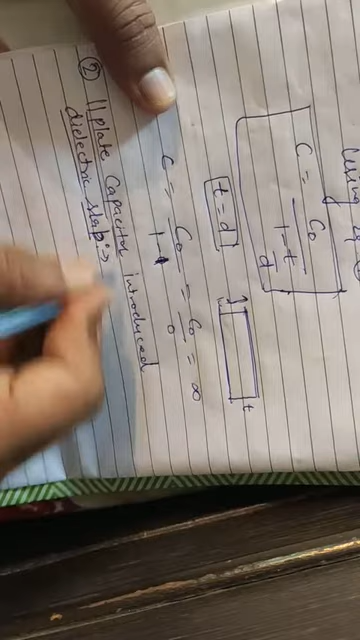 C = C₀ / (1 - t/d)
t = d
t
C = C₀ / (1 - 1) = C₀ / 0 = ∞
② || plate Capacitor introduced
dielectric slab :→